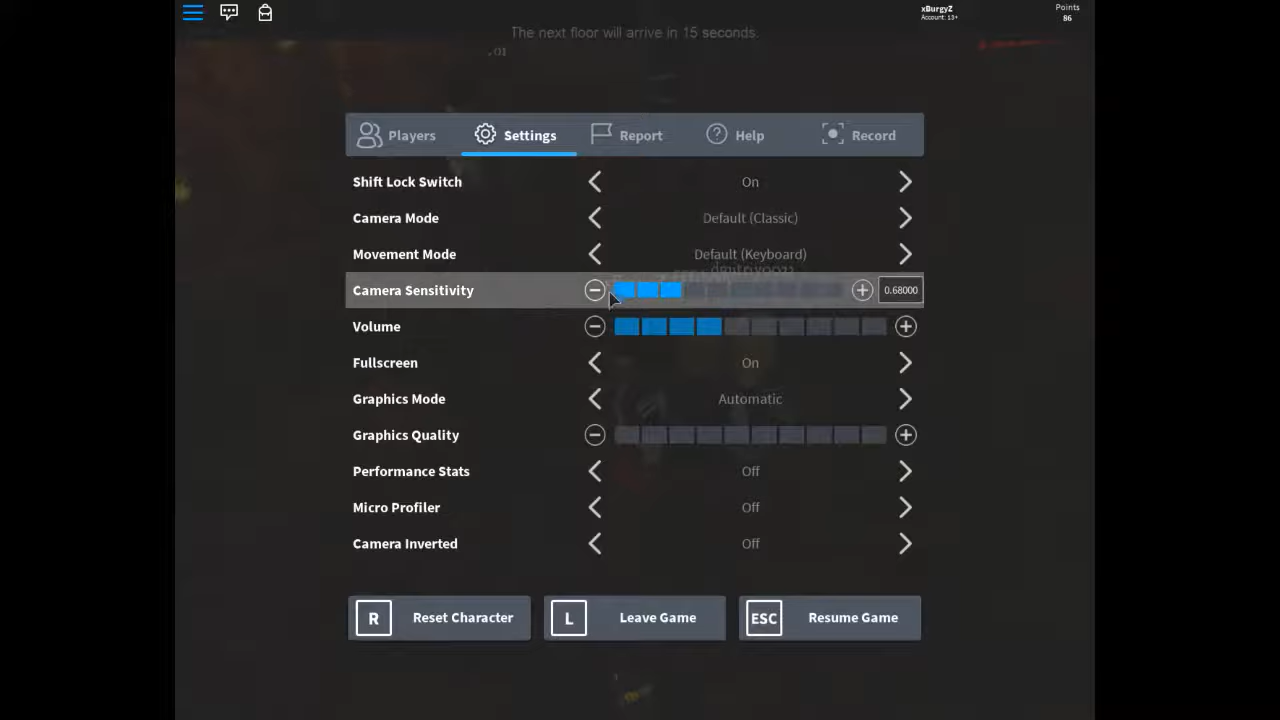 xBurgyZ
Account: 13+
Points
86
The next floor will arrive in 15 seconds.
Players
Settings
Report
Help
Record
Shift Lock Switch On
Camera Mode Default (Classic)
Movement Mode Default (Keyboard)
Camera Sensitivity 0.68000
Volume
Fullscreen On
Graphics Mode Automatic
Graphics Quality
Performance Stats Off
Micro Profiler Off
Camera Inverted Off
R Reset Character
L Leave Game
ESC Resume Game